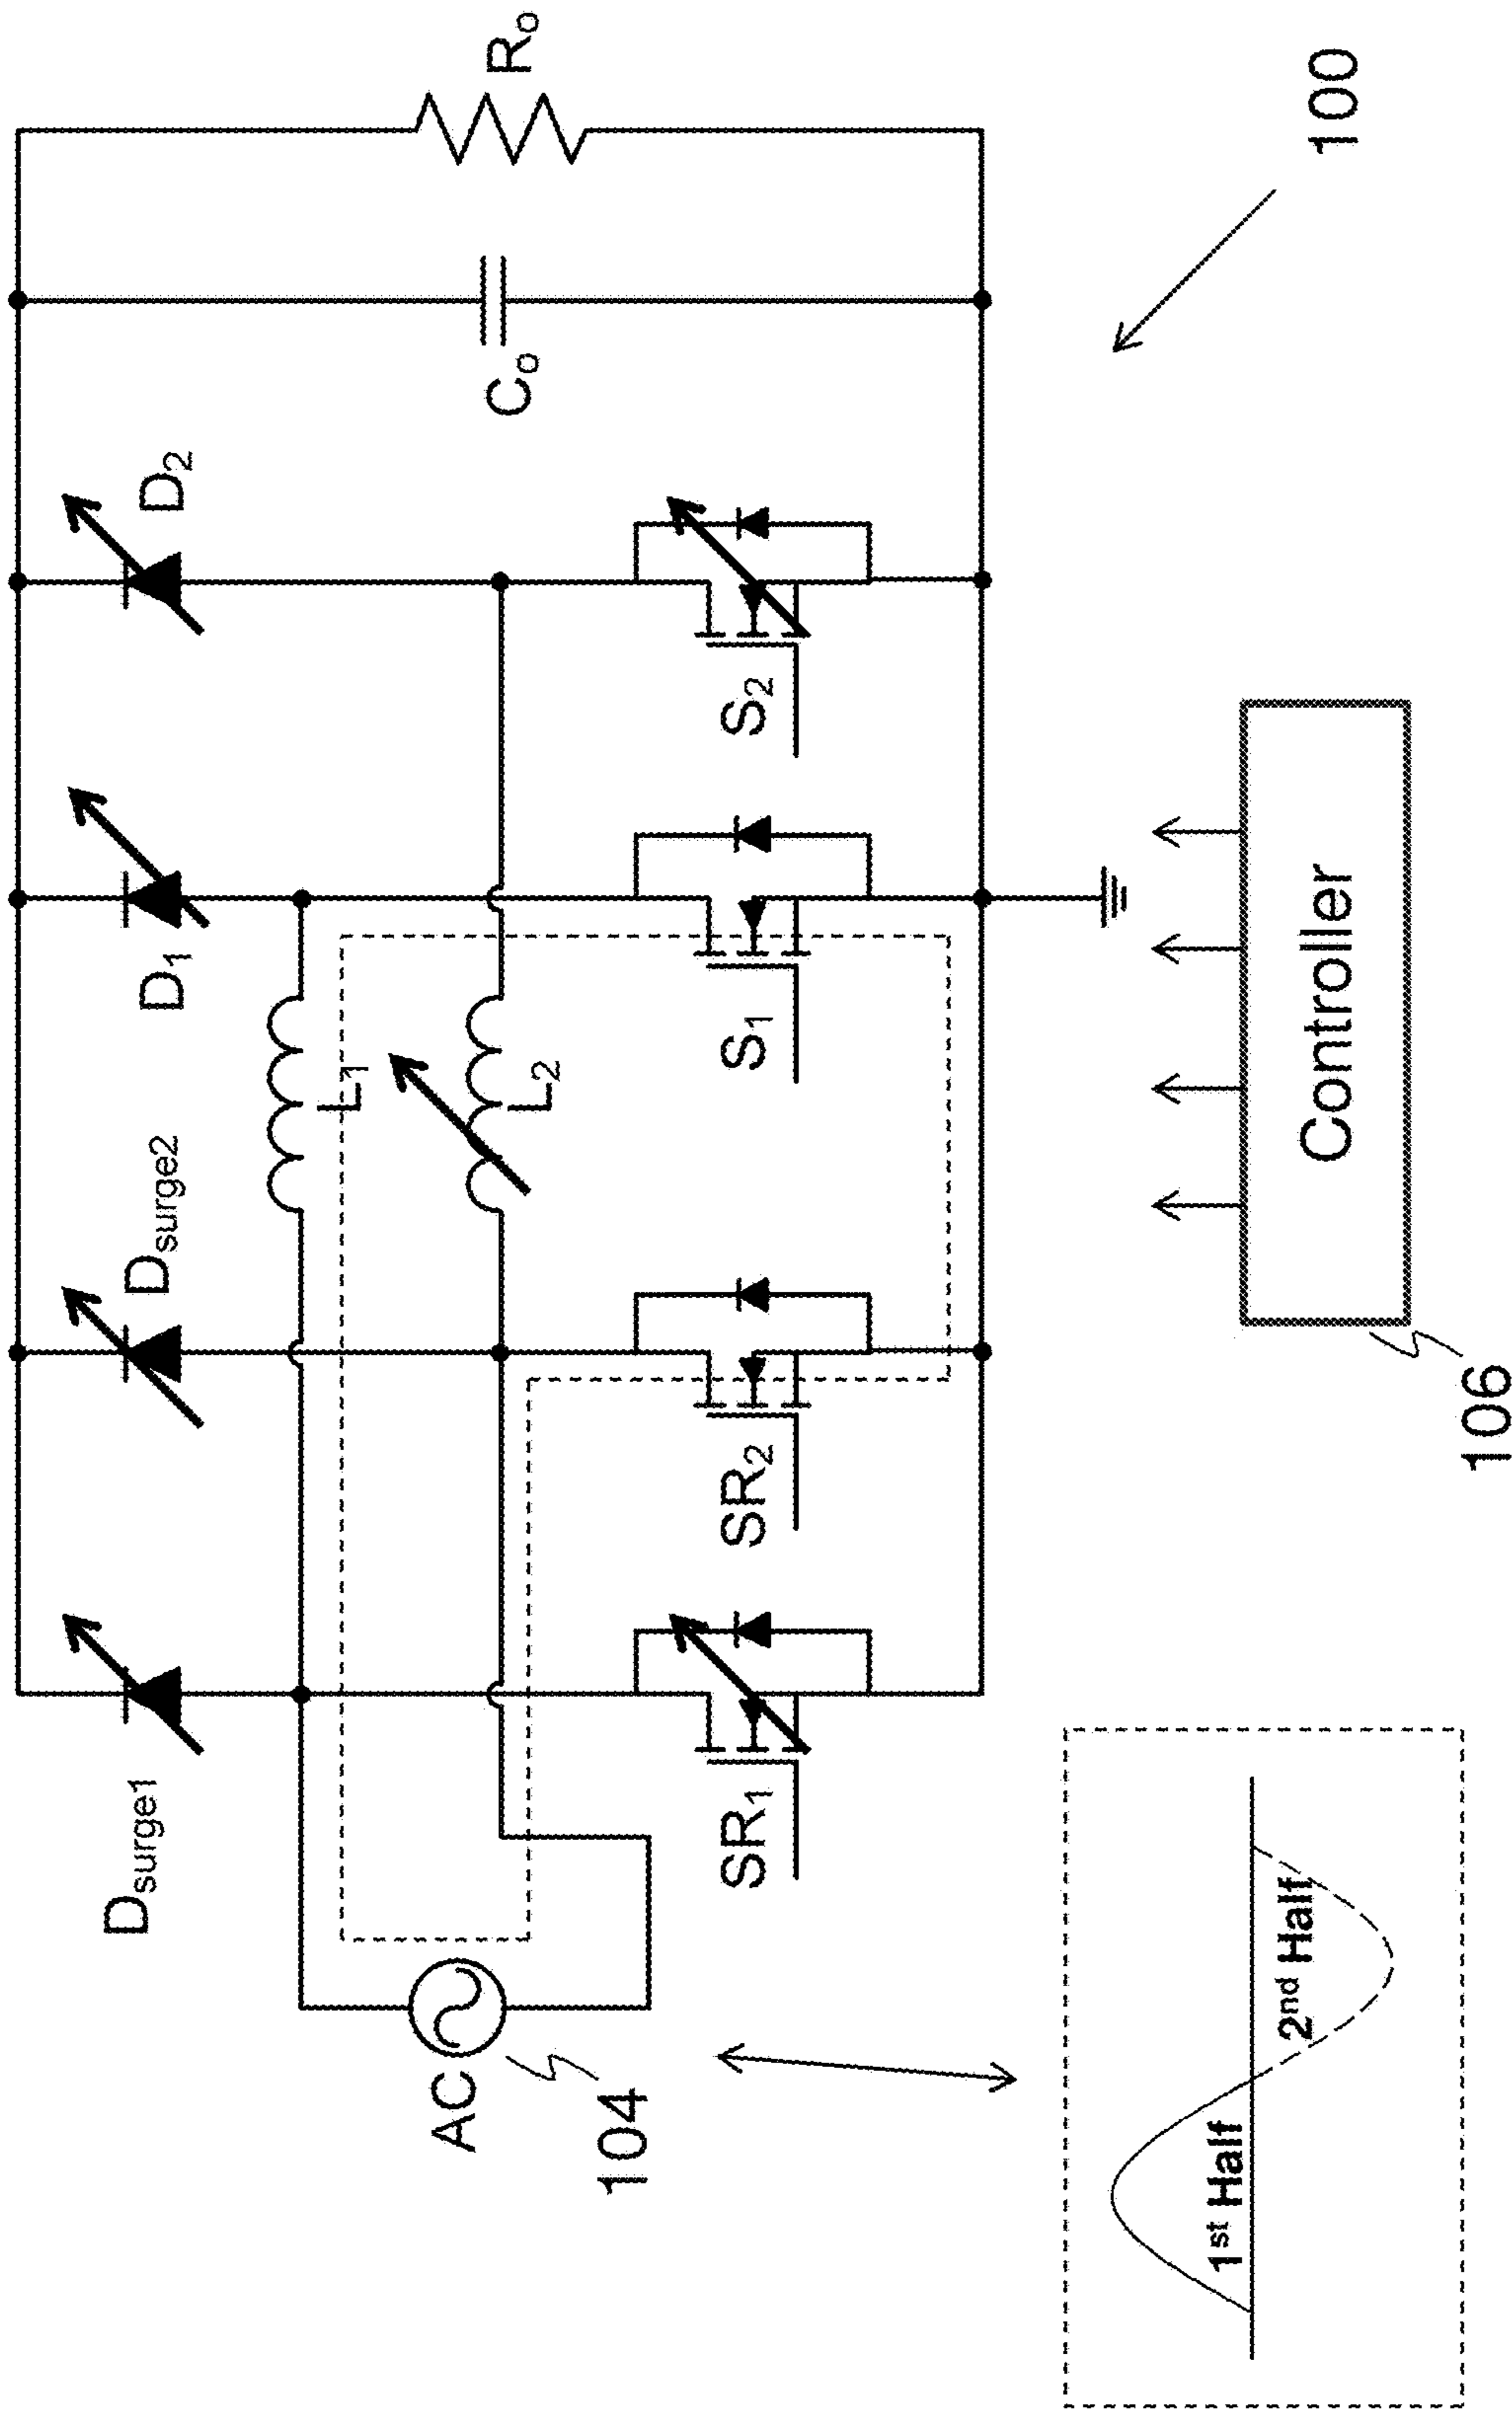 D₁
D₂
Dsurge1
Dsurge2
L₁
L₂
AC
104
SR₁
SR₂
S₁
S₂
Cₒ
Rₒ
1st Half
2nd Half
Controller
106
100